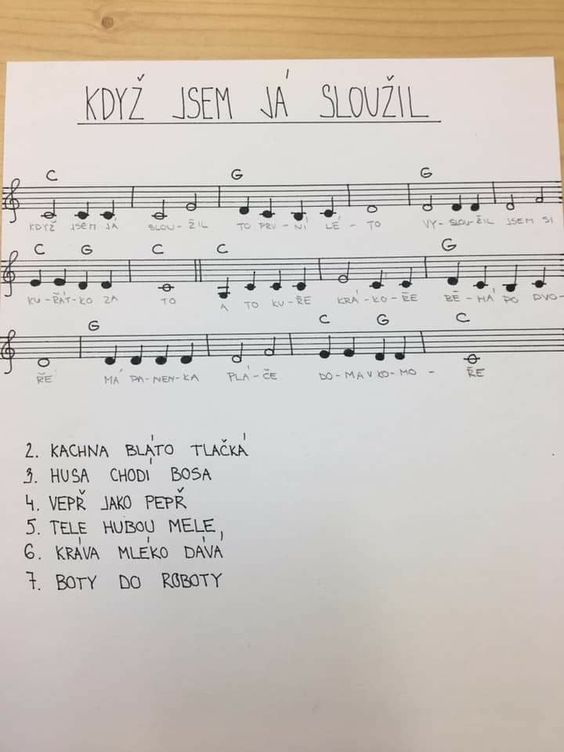 KDYŽ JSEM JÁ SLOUŽIL
C G G
KDYŽ JSEM JÁ SLOU-ŽIL TO PRV-NÍ LÉ-TO VY-SLOU-ŽIL JSEM SI
C G C C G
KU-ŘÁT-KO ZA TO A TO KU-ŘE KRÁ-KO-ŘE BĚ-HÁ PO DVO-
G C G C
ŘE MÁ PA-NEN-KA PLÁ-ČE DO-MA V KO-MO-ŘE
2. KACHNA BLÁTO TLAČKÁ
3. HUSA CHODÍ BOSA
4. VEPŘ JAKO PEPŘ
5. TELE HUBOU MELE,
6. KRÁVA MLÉKO DÁVÁ
7. BOTY DO ROBOTY